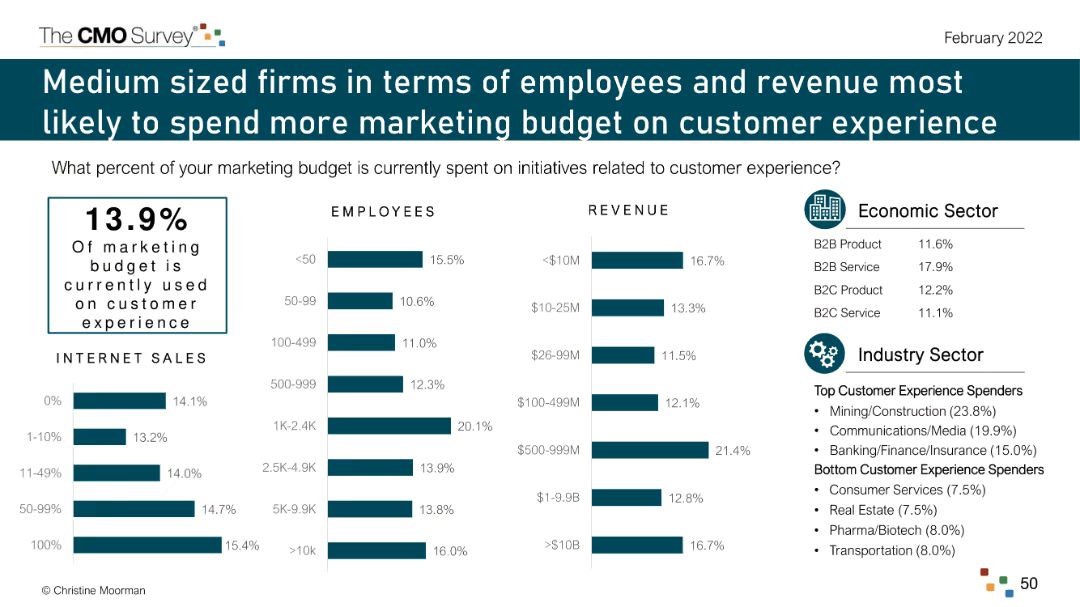 The CMO Survey®
February 2022
Medium sized firms in terms of employees and revenue most
likely to spend more marketing budget on customer experience
What percent of your marketing budget is currently spent on initiatives related to customer experience?
13.9%
Of marketing
budget is
currently used
on customer
experience
INTERNET SALES
0% 14.1%
1-10% 13.2%
11-49% 14.0%
50-99% 14.7%
100% 15.4%
EMPLOYEES
<50 15.5%
50-99 10.6%
100-499 11.0%
500-999 12.3%
1K-2.4K 20.1%
2.5K-4.9K 13.9%
5K-9.9K 13.8%
>10k 16.0%
REVENUE
<$10M 16.7%
$10-25M 13.3%
$26-99M 11.5%
$100-499M 12.1%
$500-999M 21.4%
$1-9.9B 12.8%
>$10B 16.7%
Economic Sector
B2B Product 11.6%
B2B Service 17.9%
B2C Product 12.2%
B2C Service 11.1%
Industry Sector
Top Customer Experience Spenders
• Mining/Construction (23.8%)
• Communications/Media (19.9%)
• Banking/Finance/Insurance (15.0%)
Bottom Customer Experience Spenders
• Consumer Services (7.5%)
• Real Estate (7.5%)
• Pharma/Biotech (8.0%)
• Transportation (8.0%)
© Christine Moorman
50